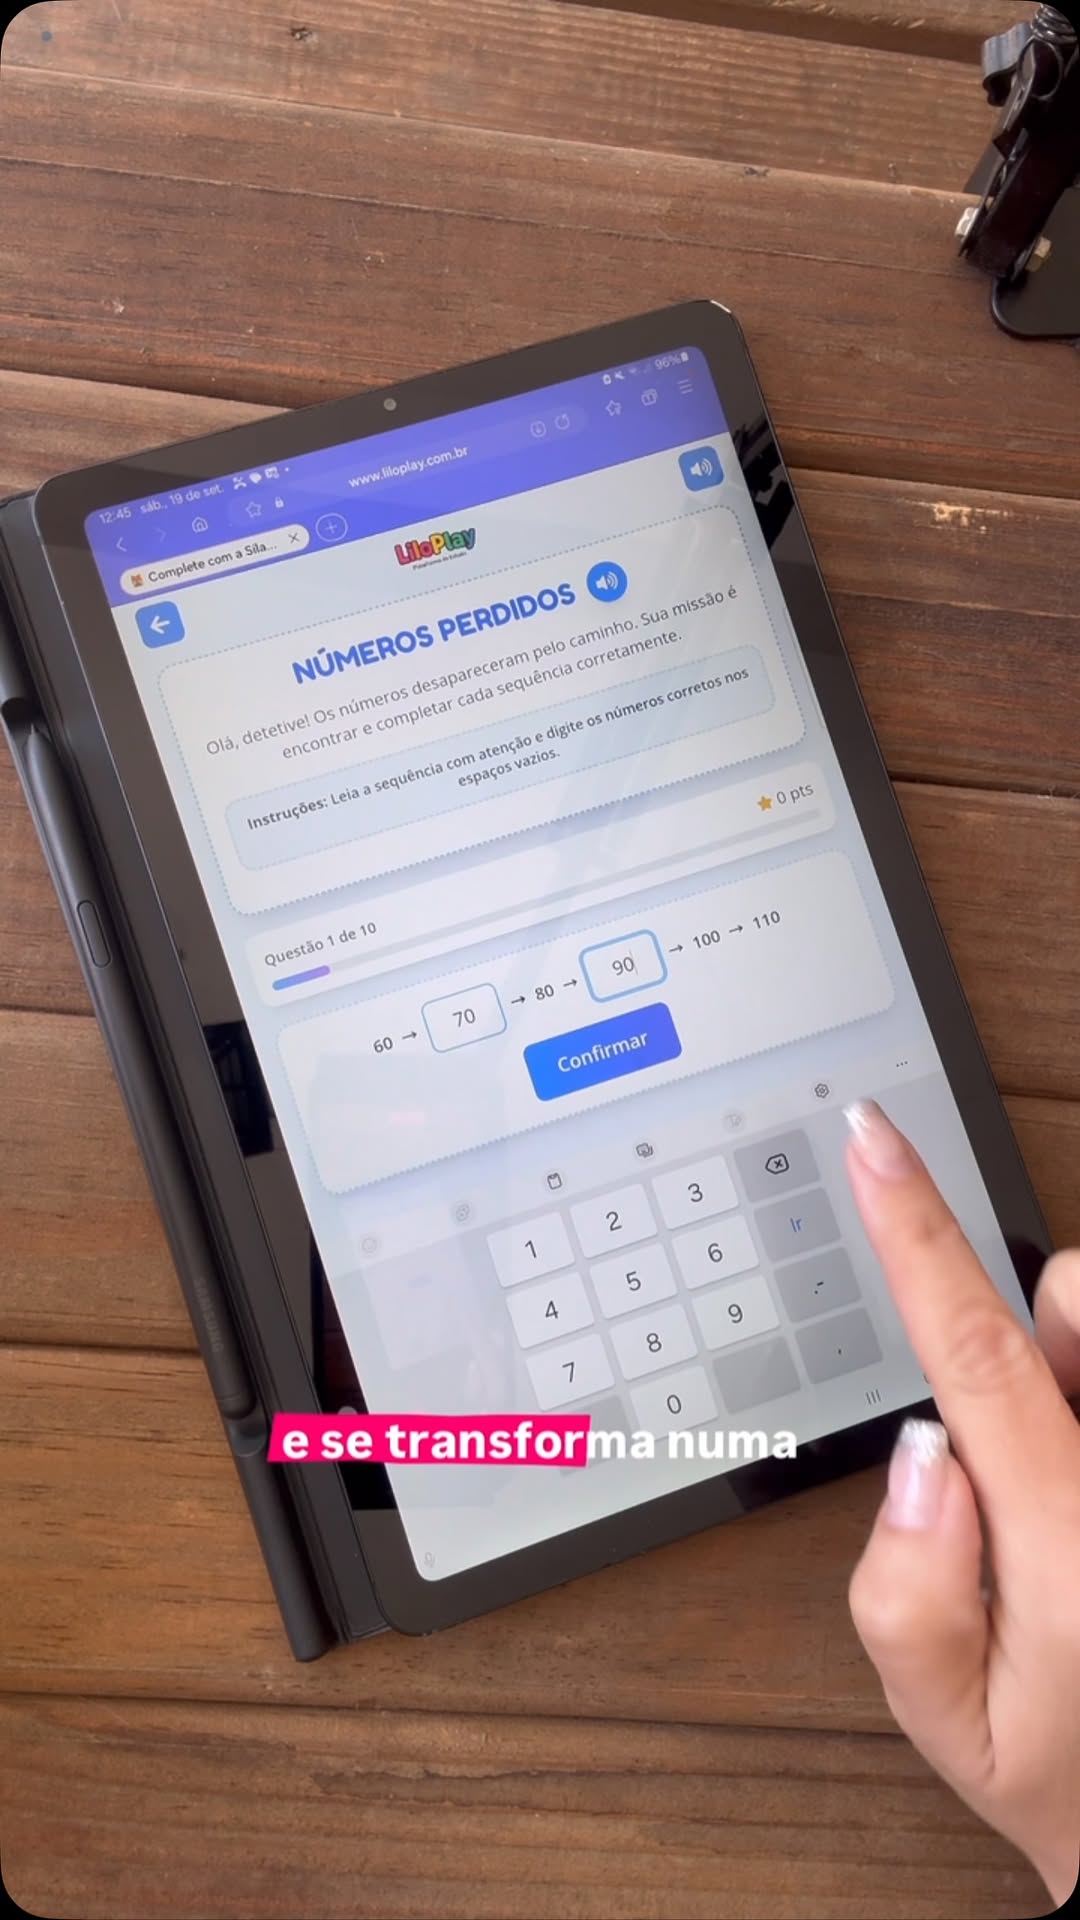 12:45 sáb., 19 de set.
96%
www.liloplay.com.br
Complete com a Síla...
LiloPlay
NÚMEROS PERDIDOS
Olá, detetive! Os números desapareceram pelo caminho. Sua missão é
encontrar e completar cada sequência corretamente.
Instruções: Leia a sequência com atenção e digite os números corretos nos
espaços vazios.
0 pts
Questão 1 de 10
60 → 70 → 80 → 90 → 100 → 110
Confirmar
1 2 3
4 5 6 Ir
7 8 9 .-
0 ,
SAMSUNG
e se transforma numa